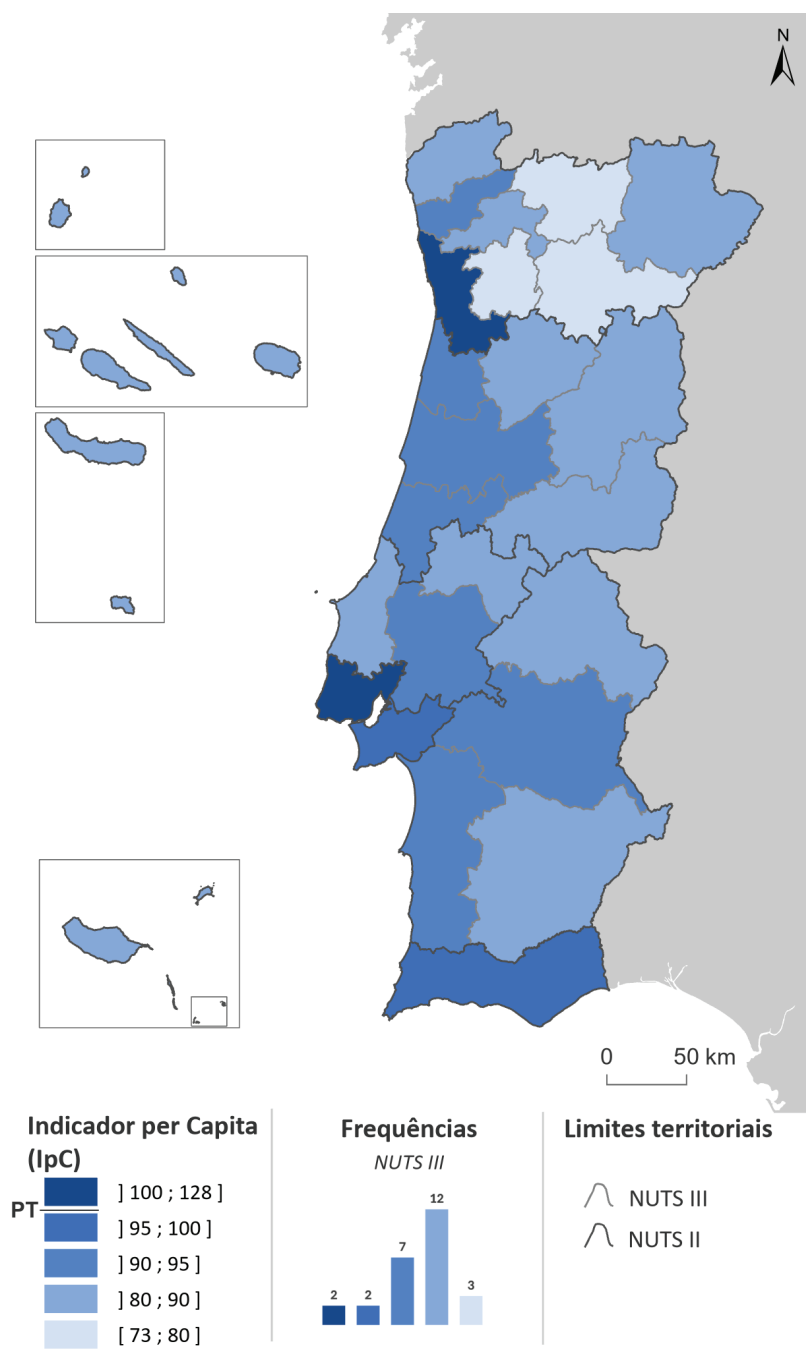 N
0 50 km
Indicador per Capita
(IpC)
PT
] 100 ; 128 ]
] 95 ; 100 ]
] 90 ; 95 ]
] 80 ; 90 ]
[ 73 ; 80 ]
Frequências
NUTS III
2
2
7
12
3
Limites territoriais
NUTS III
NUTS II